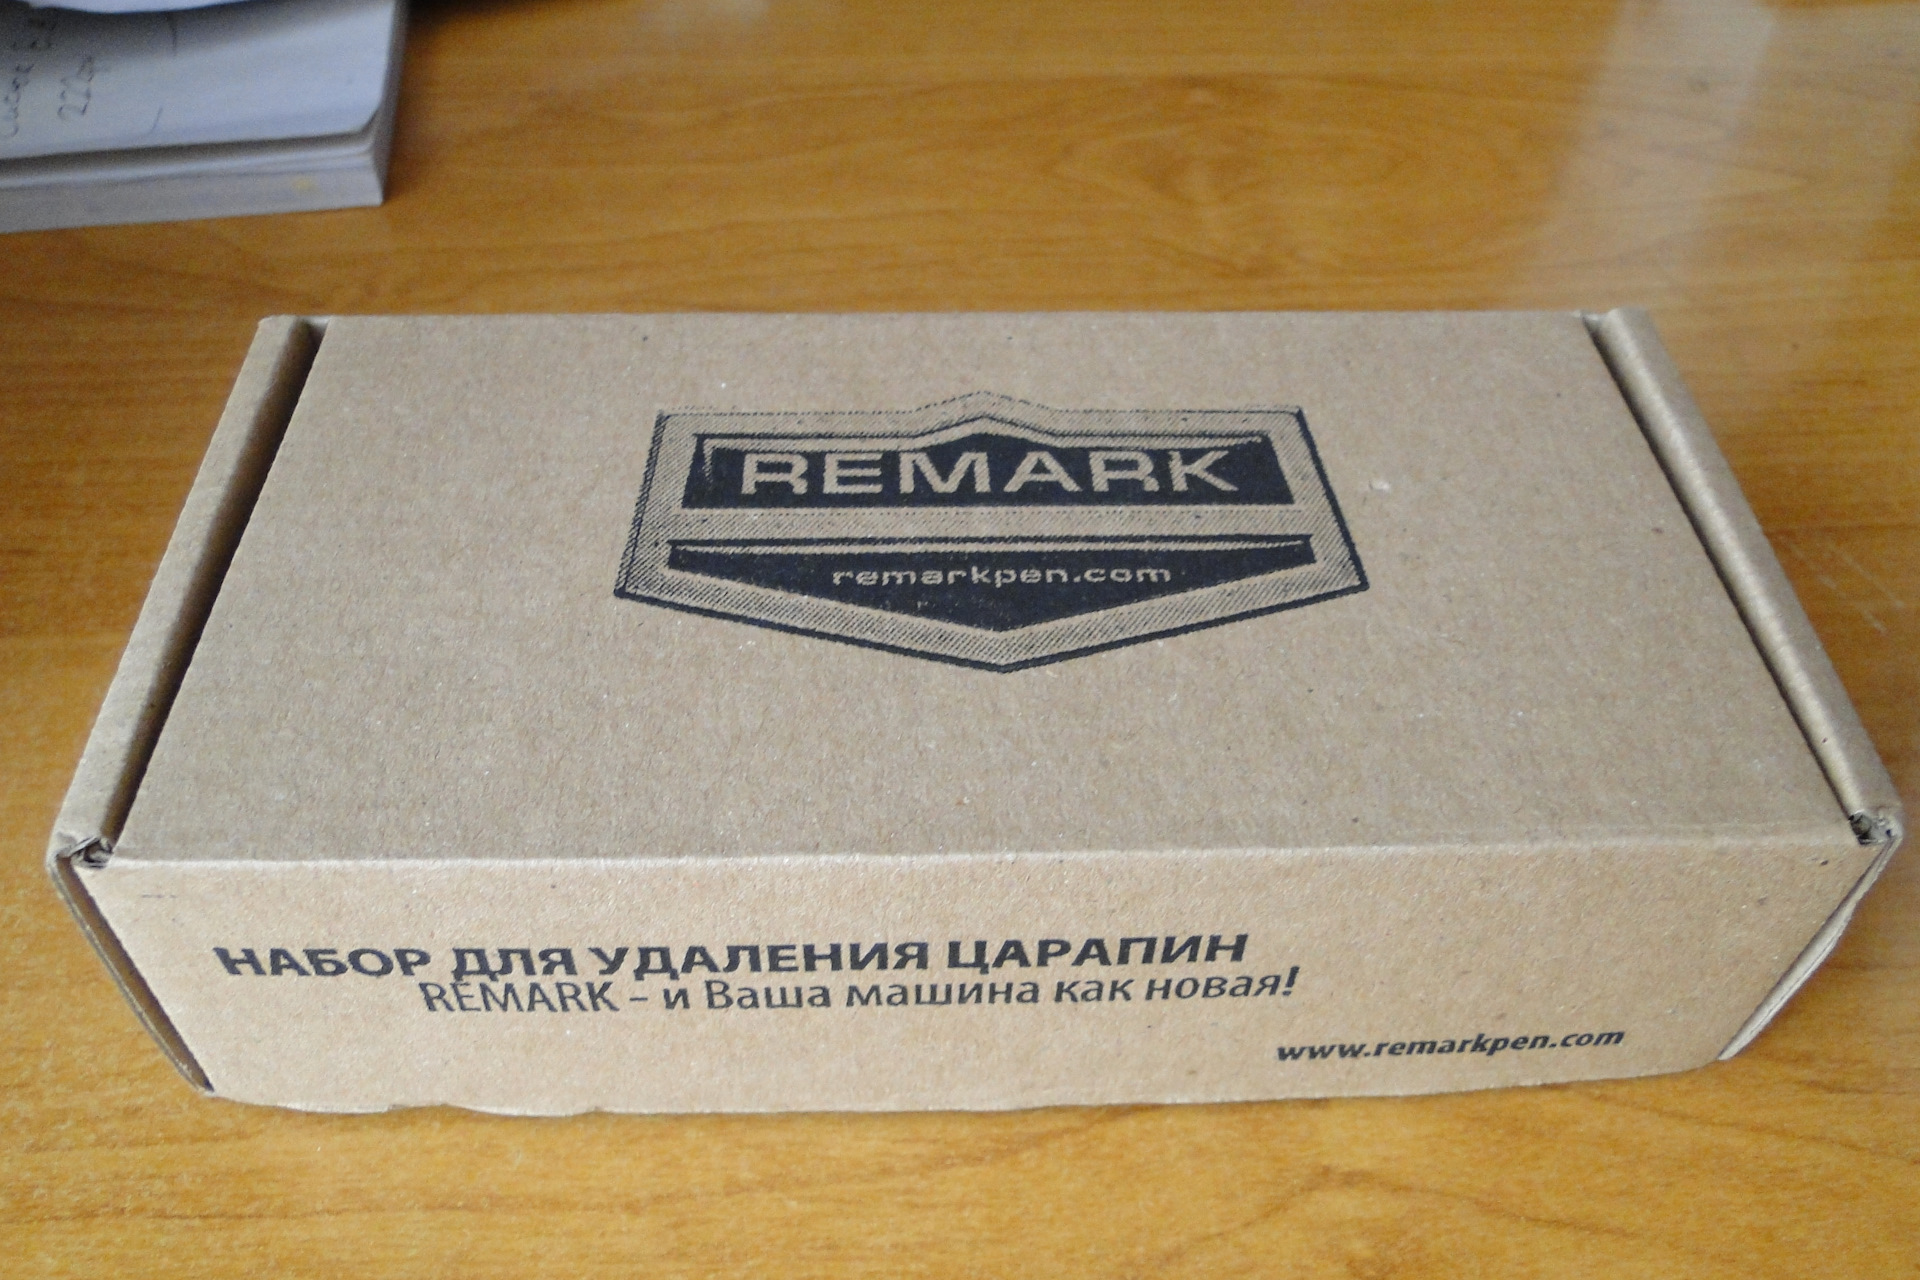 REMARK
remarkpen.com
НАБОР ДЛЯ УДАЛЕНИЯ ЦАРАПИН
REMARK – и Ваша машина как новая!
www.remarkpen.com